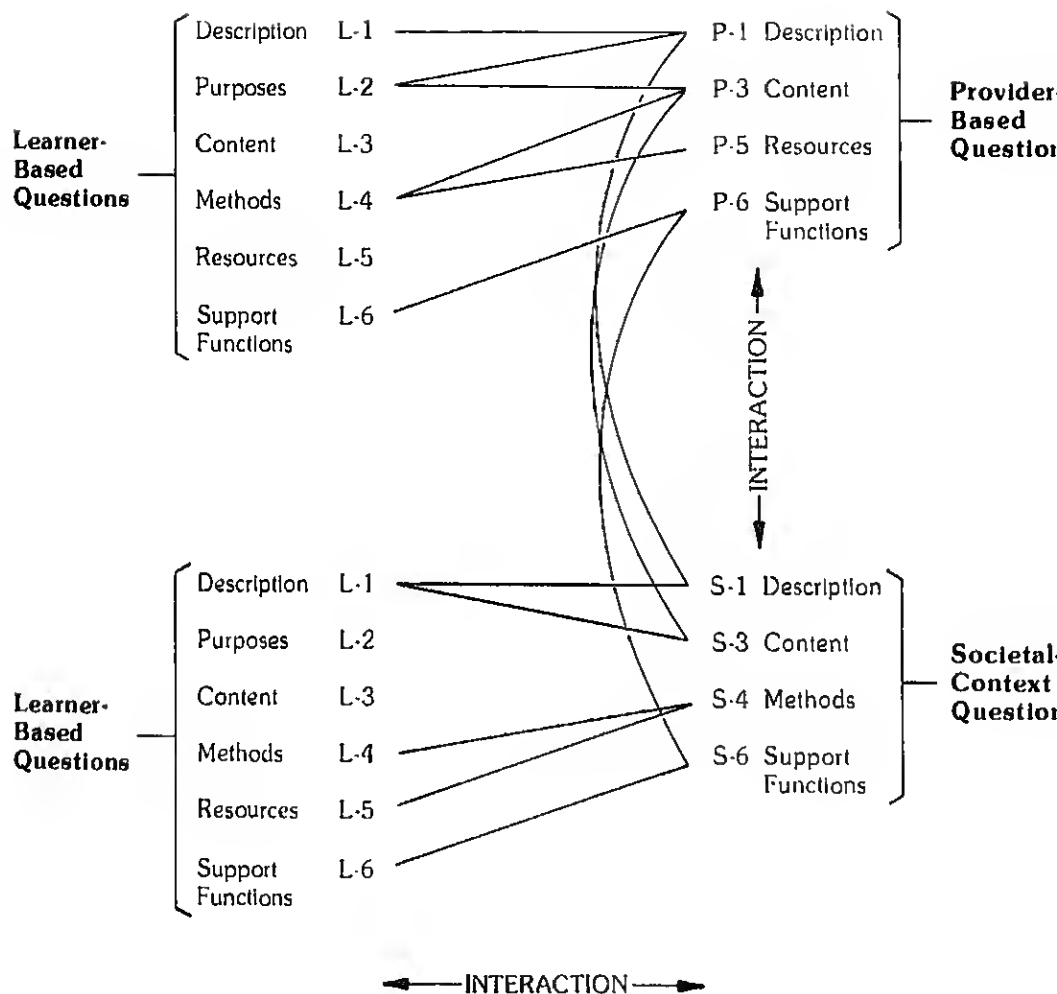 Learner-
Based
Questions
Description L-1
Purposes L-2
Content L-3
Methods L-4
Resources L-5
Support L-6
Functions
P-1 Description
P-3 Content
P-5 Resources
P-6 Support
Functions
Provider-
Based
Question
INTERACTION
Learner-
Based
Questions
Description L-1
Purposes L-2
Content L-3
Methods L-4
Resources L-5
Support L-6
Functions
S-1 Description
S-3 Content
S-4 Methods
S-6 Support
Functions
Societal-
Context
Question
INTERACTION